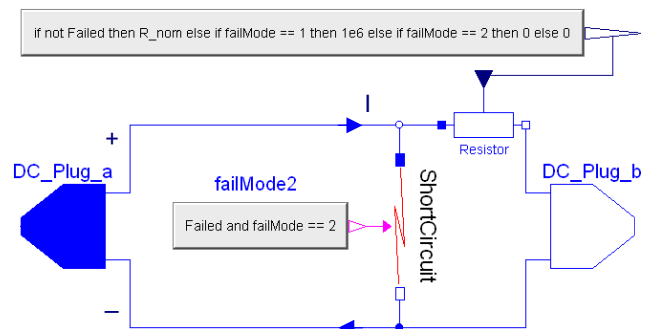 if not Failed then R_nom else if failMode == 1 then 1e6 else if failMode == 2 then 0 else 0
I
+
Resistor
DC_Plug_a
DC_Plug_b
failMode2
ShortCircuit
Failed and failMode == 2
−